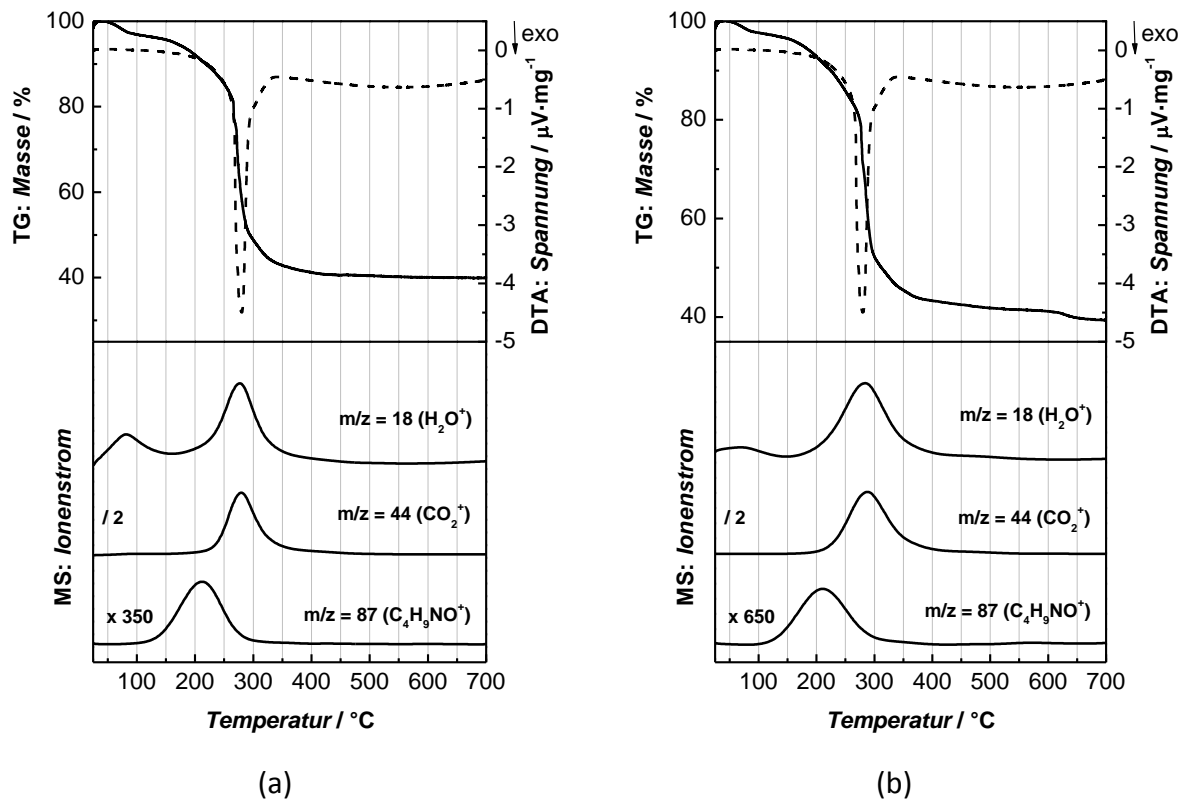 100
80
60
40
TG: Masse / %
0
-1
-2
-3
-4
-5
exo
DTA: Spannung / µV·mg⁻¹
m/z = 18 (H₂O⁺)
/ 2
m/z = 44 (CO₂⁺)
x 350
m/z = 87 (C₄H₉NO⁺)
MS: Ionenstrom
100 200 300 400 500 600 700
Temperatur / °C
(a)
100
80
60
40
TG: Masse / %
0
-1
-2
-3
-4
-5
exo
DTA: Spannung / µV·mg⁻¹
m/z = 18 (H₂O⁺)
/ 2
m/z = 44 (CO₂⁺)
x 650
m/z = 87 (C₄H₉NO⁺)
MS: Ionenstrom
100 200 300 400 500 600 700
Temperatur / °C
(b)